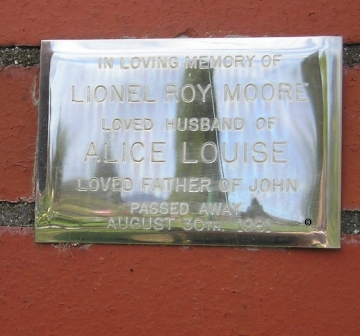 IN LOVING MEMORY OF
LIONEL ROY MOORE
LOVED HUSBAND OF
ALICE LOUISE
LOVED FATHER OF JOHN
PASSED AWAY
AUGUST 30TH.